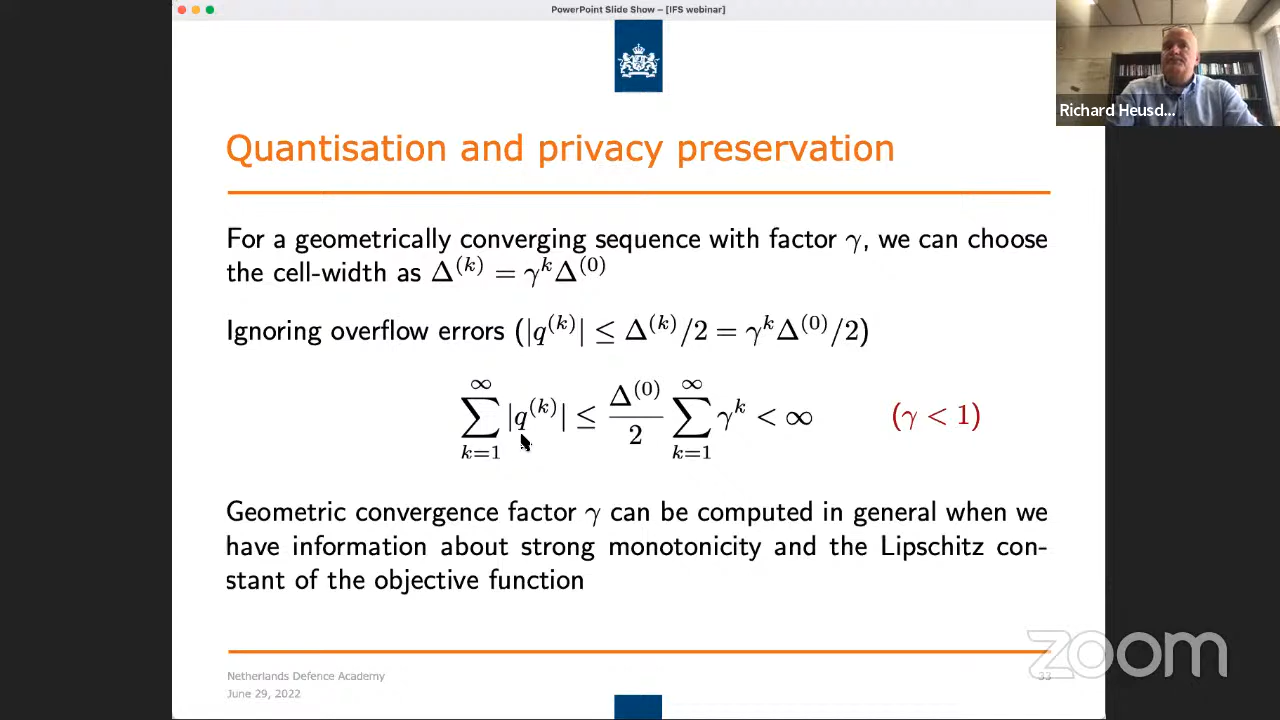 PowerPoint Slide Show – [IFS webinar]
Richard Heusd...
Quantisation and privacy preservation
For a geometrically converging sequence with factor γ, we can choose
the cell-width as Δ^(k) = γ^k Δ^(0)
Ignoring overflow errors (|q^(k)| ≤ Δ^(k)/2 = γ^k Δ^(0)/2)
∑_{k=1}^∞ |q^(k)| ≤ Δ^(0)/2 ∑_{k=1}^∞ γ^k < ∞ (γ < 1)
Geometric convergence factor γ can be computed in general when we
have information about strong monotonicity and the Lipschitz con-
stant of the objective function
zoom
Netherlands Defence Academy
33
June 29, 2022